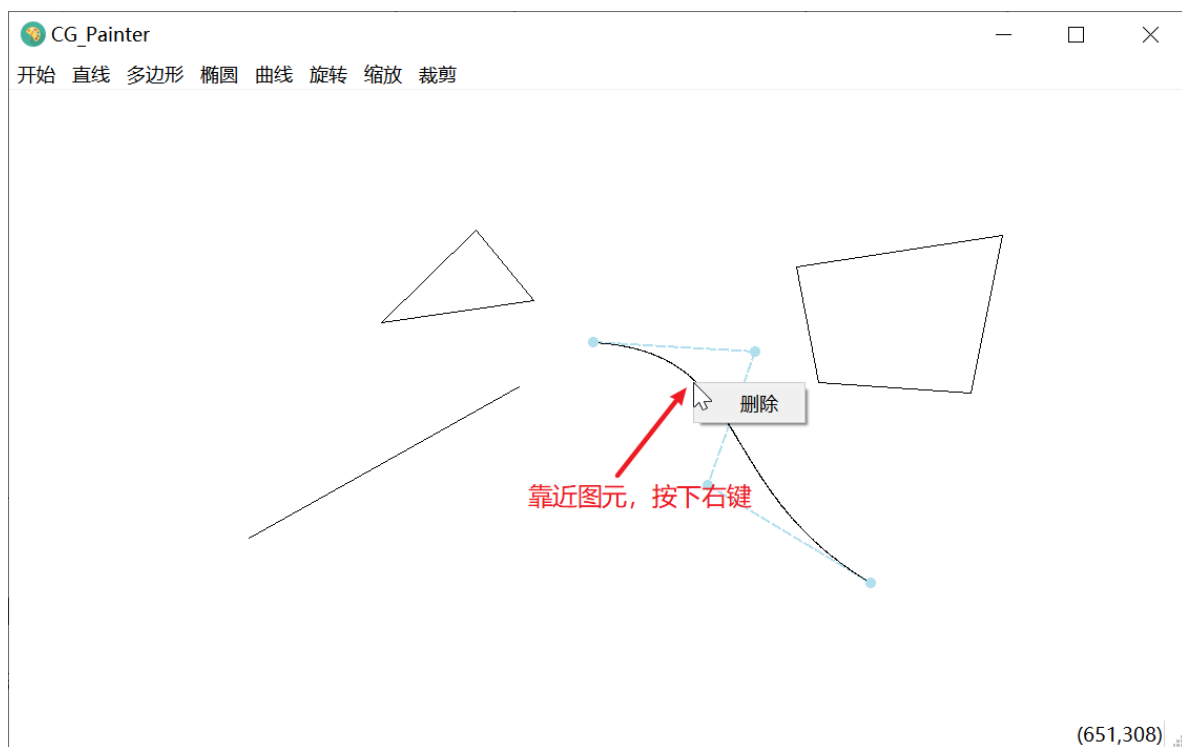 CG_Painter
开始 直线 多边形 椭圆 曲线 旋转 缩放 裁剪
删除
靠近图元，按下右键
(651,308)